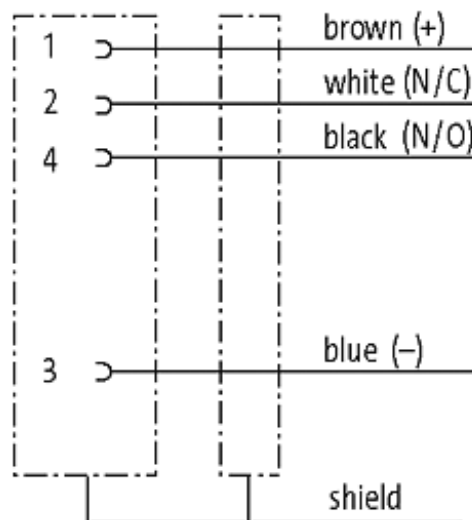 1 brown (+)
2 white (N/C)
4 black (N/O)
3 blue (–)
shield